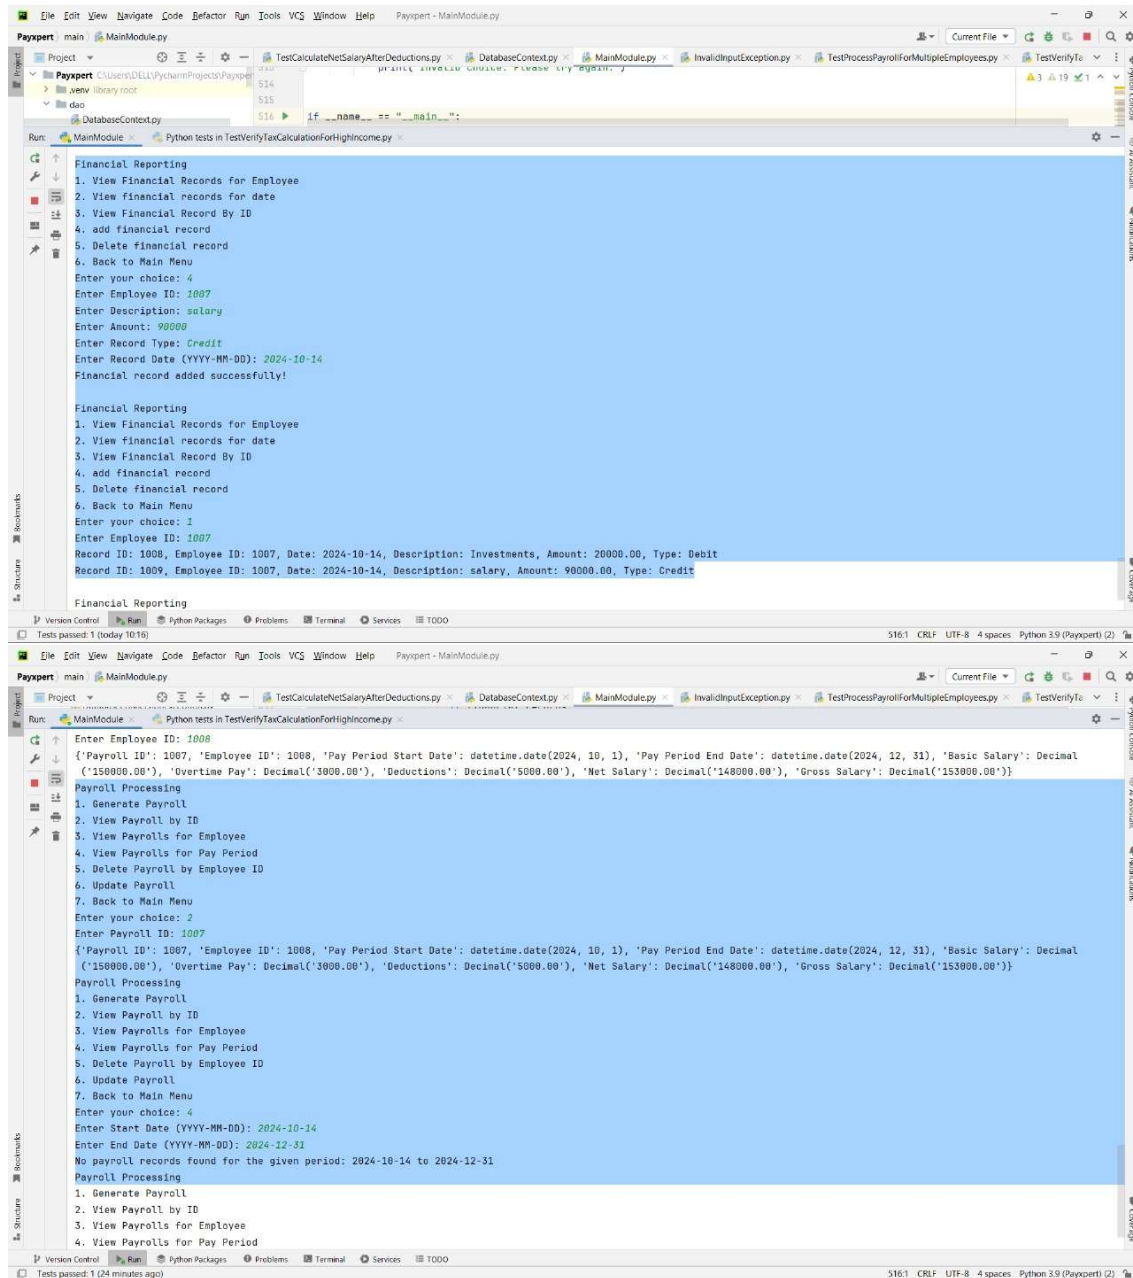 File Edit View Navigate Code Refactor Run Tools VCS Window Help Payxpert - MainModule.py
Payxpert main MainModule.py Current File
Project TestCalculateNetSalaryAfterDeductions.py DatabaseContext.py MainModule.py InvalidInputException.py TestProcessPayrollForMultipleEmployees.py TestVerifyTa
Payxpert C:\Users\DELL\PycharmProjects\Payxper 514 3 19 1
.venv library root 515
dao
DatabaseContext.py 516 if __name__ == "__main__":
Run: MainModule Python tests in TestVerifyTaxCalculationForHighIncome.py
Financial Reporting
1. View Financial Records for Employee
2. View financial records for date
3. View Financial Record By ID
4. add financial record
5. Delete financial record
6. Back to Main Menu
Enter your choice: 4
Enter Employee ID: 1007
Enter Description: salary
Enter Amount: 90000
Enter Record Type: Credit
Enter Record Date (YYYY-MM-DD): 2024-10-14
Financial record added successfully!
Financial Reporting
1. View Financial Records for Employee
2. View financial records for date
3. View Financial Record By ID
4. add financial record
5. Delete financial record
6. Back to Main Menu
Enter your choice: 1
Enter Employee ID: 1007
Record ID: 1008, Employee ID: 1007, Date: 2024-10-14, Description: Investments, Amount: 20000.00, Type: Debit
Record ID: 1009, Employee ID: 1007, Date: 2024-10-14, Description: salary, Amount: 90000.00, Type: Credit
Financial Reporting
Bookmarks
Structure
Version Control Run Python Packages Problems Terminal Services TODO
Tests passed: 1 (today 10:16) 516:1 CRLF UTF-8 4 spaces Python 3.9 (Payxpert) (2)
File Edit View Navigate Code Refactor Run Tools VCS Window Help Payxpert - MainModule.py
Payxpert main MainModule.py Current File
Project TestCalculateNetSalaryAfterDeductions.py DatabaseContext.py MainModule.py InvalidInputException.py TestProcessPayrollForMultipleEmployees.py TestVerifyTa
Run: MainModule Python tests in TestVerifyTaxCalculationForHighIncome.py
Enter Employee ID: 1008
{'Payroll ID': 1007, 'Employee ID': 1008, 'Pay Period Start Date': datetime.date(2024, 10, 1), 'Pay Period End Date': datetime.date(2024, 12, 31), 'Basic Salary': Decimal
('150000.00'), 'Overtime Pay': Decimal('3000.00'), 'Deductions': Decimal('5000.00'), 'Net Salary': Decimal('148000.00'), 'Gross Salary': Decimal('153000.00')}
Payroll Processing
1. Generate Payroll
2. View Payroll by ID
3. View Payrolls for Employee
4. View Payrolls for Pay Period
5. Delete Payroll by Employee ID
6. Update Payroll
7. Back to Main Menu
Enter your choice: 2
Enter Payroll ID: 1007
{'Payroll ID': 1007, 'Employee ID': 1008, 'Pay Period Start Date': datetime.date(2024, 10, 1), 'Pay Period End Date': datetime.date(2024, 12, 31), 'Basic Salary': Decimal
('150000.00'), 'Overtime Pay': Decimal('3000.00'), 'Deductions': Decimal('5000.00'), 'Net Salary': Decimal('148000.00'), 'Gross Salary': Decimal('153000.00')}
Payroll Processing
1. Generate Payroll
2. View Payroll by ID
3. View Payrolls for Employee
4. View Payrolls for Pay Period
5. Delete Payroll by Employee ID
6. Update Payroll
7. Back to Main Menu
Enter your choice: 4
Enter Start Date (YYYY-MM-DD): 2024-10-14
Enter End Date (YYYY-MM-DD): 2024-12-31
No payroll records found for the given period: 2024-10-14 to 2024-12-31
Payroll Processing
1. Generate Payroll
2. View Payroll by ID
3. View Payrolls for Employee
4. View Payrolls for Pay Period
Bookmarks
Structure
Version Control Run Python Packages Problems Terminal Services TODO
Tests passed: 1 (24 minutes ago) 516:1 CRLF UTF-8 4 spaces Python 3.9 (Payxpert) (2)